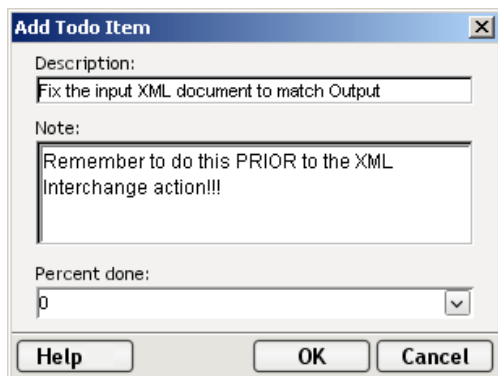 Add Todo Item
Description:
Fix the input XML document to match Output
Note:
Remember to do this PRIOR to the XML
Interchange action!!!
Percent done:
0
Help OK Cancel